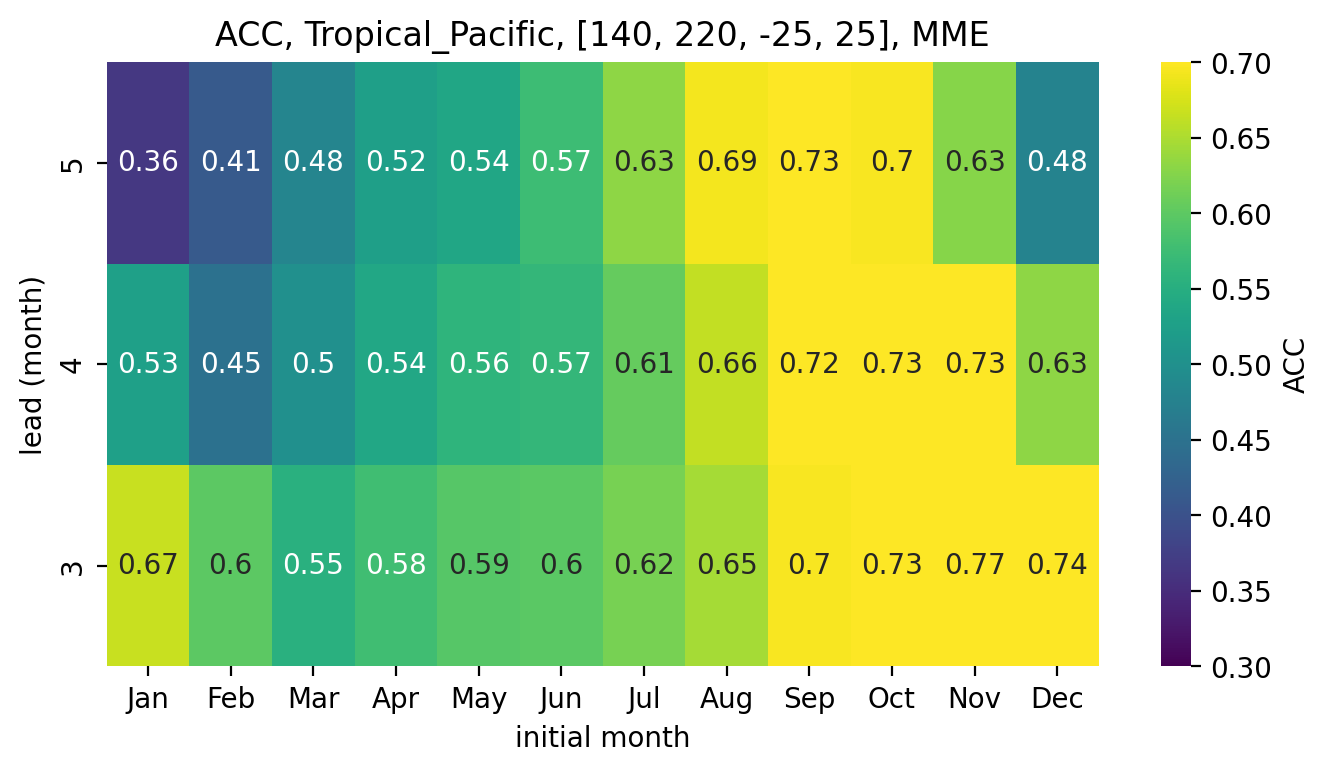 ACC, Tropical_Pacific, [140, 220, -25, 25], MME
5 0.36 0.41 0.48 0.52 0.54 0.57 0.63 0.69 0.73 0.7 0.63 0.48
4 0.53 0.45 0.5 0.54 0.56 0.57 0.61 0.66 0.72 0.73 0.73 0.63
3 0.67 0.6 0.55 0.58 0.59 0.6 0.62 0.65 0.7 0.73 0.77 0.74
Jan Feb Mar Apr May Jun Jul Aug Sep Oct Nov Dec
initial month
lead (month)
0.70
0.65
0.60
0.55
0.50
0.45
0.40
0.35
0.30
ACC